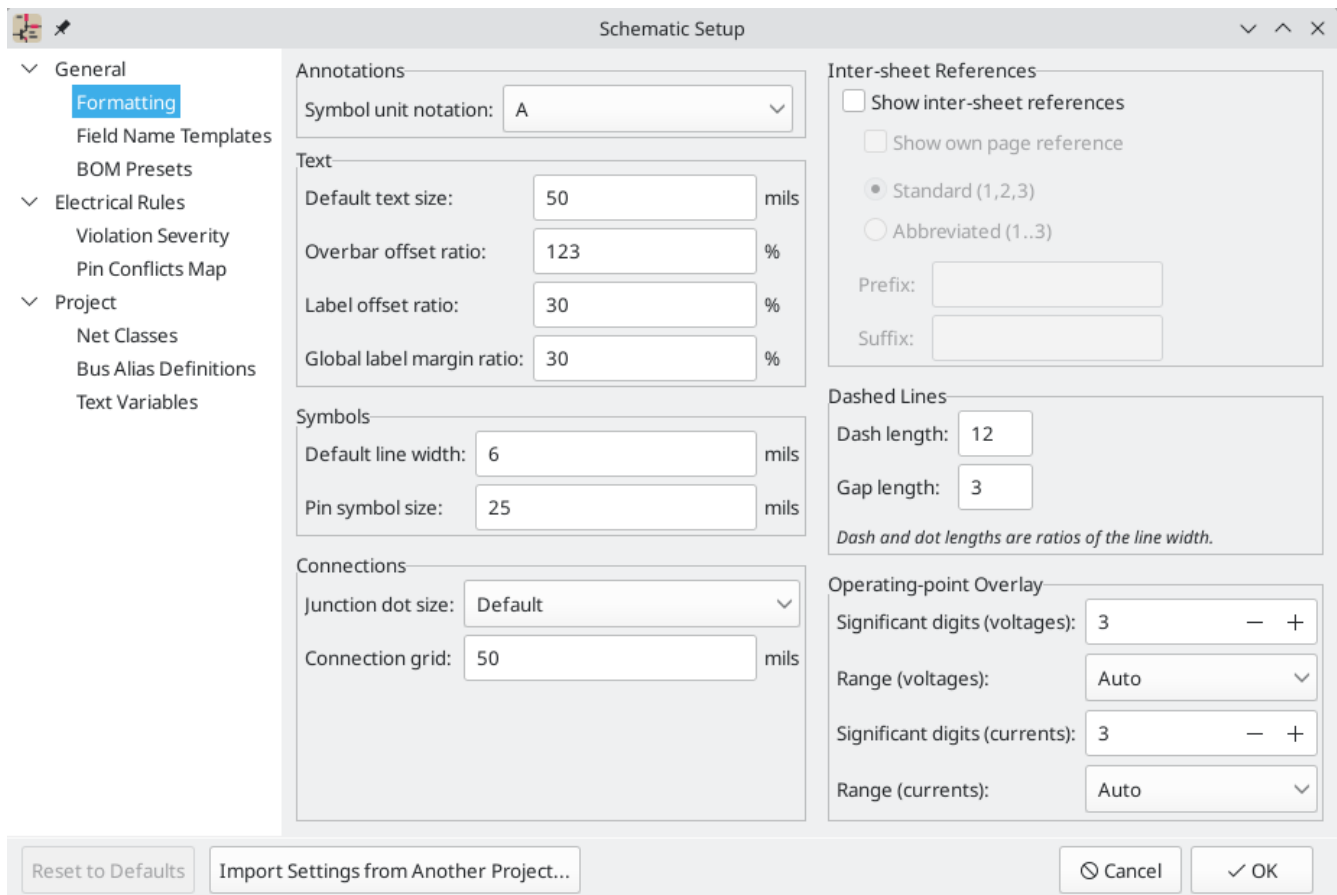 Schematic Setup
General
Formatting
Field Name Templates
BOM Presets
Electrical Rules
Violation Severity
Pin Conflicts Map
Project
Net Classes
Bus Alias Definitions
Text Variables
Annotations
Symbol unit notation: A
Text
Default text size: 50 mils
Overbar offset ratio: 123 %
Label offset ratio: 30 %
Global label margin ratio: 30 %
Symbols
Default line width: 6 mils
Pin symbol size: 25 mils
Connections
Junction dot size: Default
Connection grid: 50 mils
Inter-sheet References
Show inter-sheet references
Show own page reference
Standard (1,2,3)
Abbreviated (1..3)
Prefix:
Suffix:
Dashed Lines
Dash length: 12
Gap length: 3
Dash and dot lengths are ratios of the line width.
Operating-point Overlay
Significant digits (voltages): 3
Range (voltages): Auto
Significant digits (currents): 3
Range (currents): Auto
Reset to Defaults
Import Settings from Another Project...
Cancel
OK